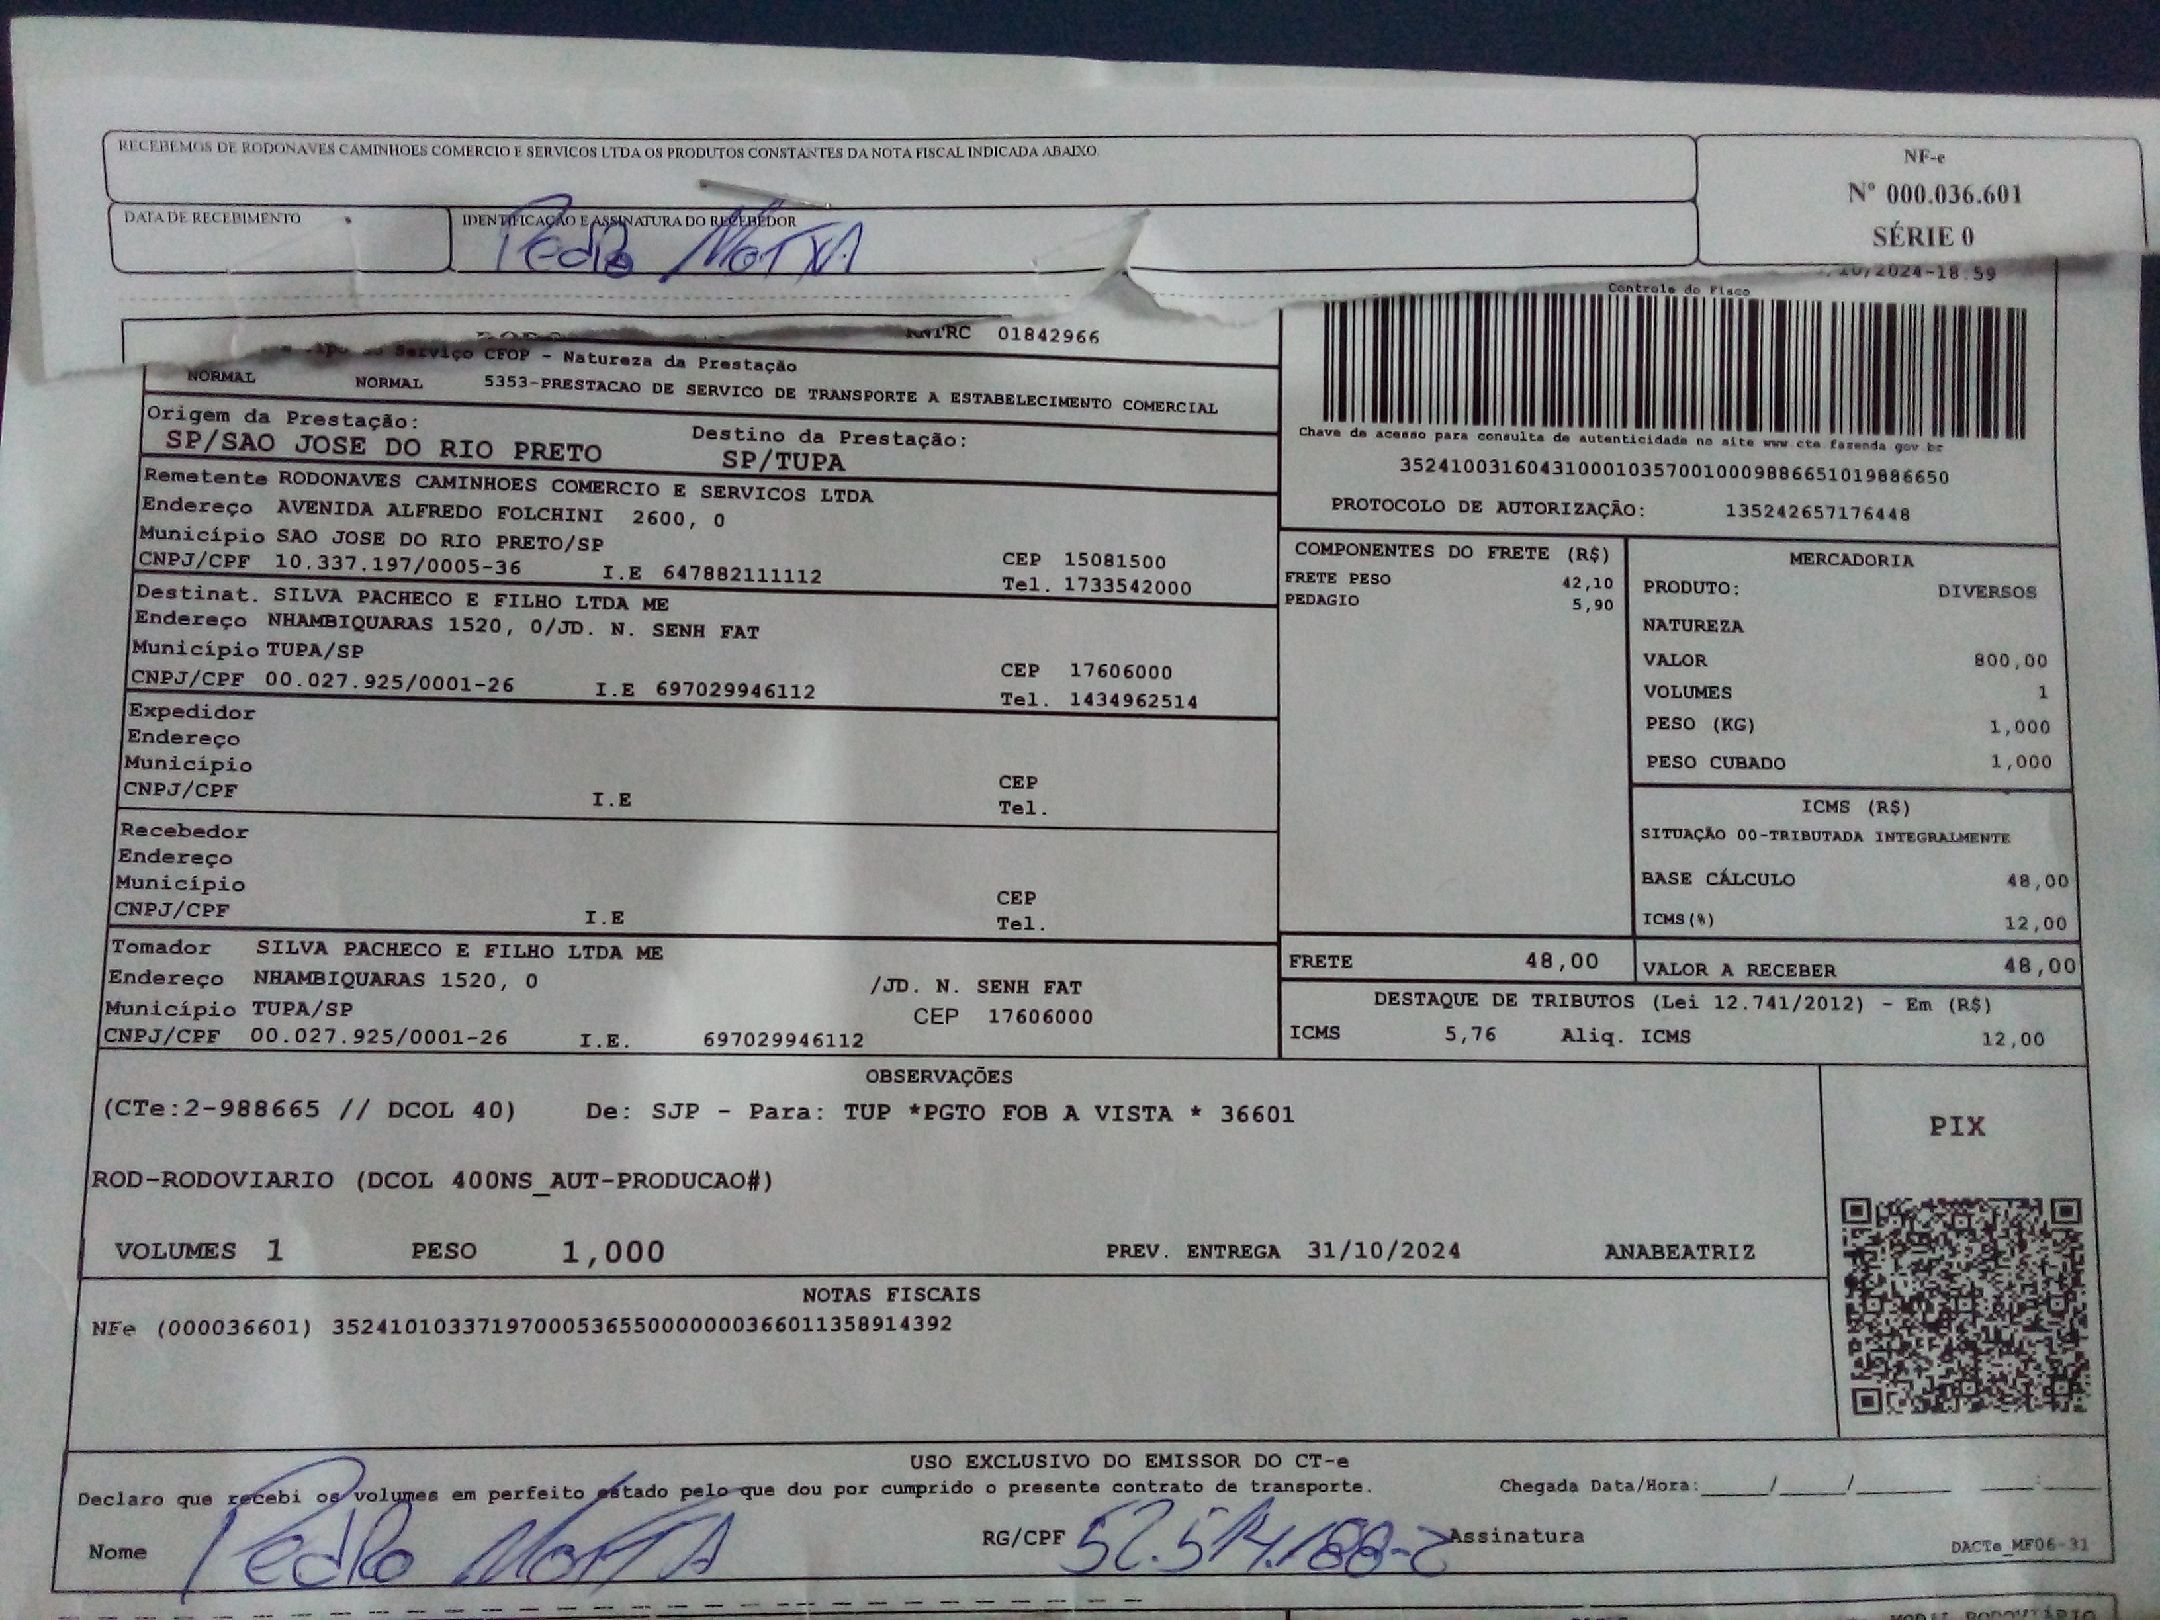 RECEBEMOS DE RODONAVES CAMINHOES COMERCIO E SERVICOS LTDA OS PRODUTOS CONSTANTES DA NOTA FISCAL INDICADA ABAIXO.
NF-e
Nº 000.036.601
SÉRIE 0
DATA DE RECEBIMENTO
IDENTIFICAÇÃO E ASSINATURA DO RECEBEDOR
Pedro Motta
/10/2024-18.59
Controle do Fisco
RNTRC 01842966
Serviço CFOP - Natureza da Prestação
NORMAL NORMAL 5353-PRESTACAO DE SERVICO DE TRANSPORTE A ESTABELECIMENTO COMERCIAL
Origem da Prestação: Destino da Prestação:
SP/SAO JOSE DO RIO PRETO SP/TUPA
Chave de acesso para consulta de autenticidade no site www cte fazenda gov br
35241003160431000103570010009886651019886650
PROTOCOLO DE AUTORIZAÇÃO: 135242657176448
Remetente RODONAVES CAMINHOES COMERCIO E SERVICOS LTDA
Endereço AVENIDA ALFREDO FOLCHINI 2600, 0
Município SAO JOSE DO RIO PRETO/SP CEP 15081500
CNPJ/CPF 10.337.197/0005-36 I.E 647882111112 Tel. 1733542000
Destinat. SILVA PACHECO E FILHO LTDA ME
Endereço NHAMBIQUARAS 1520, 0/JD. N. SENH FAT
Município TUPA/SP CEP 17606000
CNPJ/CPF 00.027.925/0001-26 I.E 697029946112 Tel. 1434962514
Expedidor
Endereço
Município CEP
CNPJ/CPF I.E Tel.
Recebedor
Endereço
Município CEP
CNPJ/CPF I.E Tel.
Tomador SILVA PACHECO E FILHO LTDA ME
Endereço NHAMBIQUARAS 1520, 0 /JD. N. SENH FAT
Município TUPA/SP CEP 17606000
CNPJ/CPF 00.027.925/0001-26 I.E. 697029946112
COMPONENTES DO FRETE (R$)
FRETE PESO 42,10
PEDAGIO 5,90
MERCADORIA
PRODUTO: DIVERSOS
NATUREZA
VALOR 800,00
VOLUMES 1
PESO (KG) 1,000
PESO CUBADO 1,000
ICMS (R$)
SITUAÇÃO 00-TRIBUTADA INTEGRALMENTE
BASE CÁLCULO 48,00
ICMS(%) 12,00
FRETE 48,00 VALOR A RECEBER 48,00
DESTAQUE DE TRIBUTOS (Lei 12.741/2012) - Em (R$)
ICMS 5,76 Aliq. ICMS 12,00
OBSERVAÇÕES
(CTe:2-988665 // DCOL 40) De: SJP - Para: TUP *PGTO FOB A VISTA * 36601
ROD-RODOVIARIO (DCOL 400NS_AUT-PRODUCAO#)
VOLUMES 1 PESO 1,000 PREV. ENTREGA 31/10/2024 ANABEATRIZ
PIX
NOTAS FISCAIS
NFe (000036601) 35241010337197000536550000000366011358914392
USO EXCLUSIVO DO EMISSOR DO CT-e
Declaro que recebi os volumes em perfeito estado pelo que dou por cumprido o presente contrato de transporte. Chegada Data/Hora:_____/_____/_______ ____:____
Nome Pedro Motta RG/CPF 52.514.188-2 Assinatura
DACTe_MF06-31